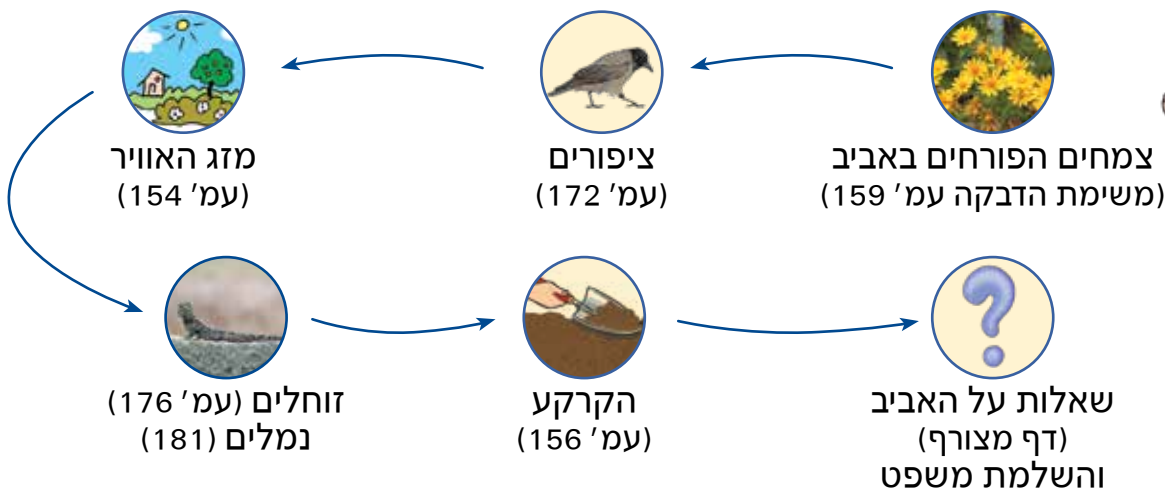 צמחים הפורחים באביב
(משימת הדבקה עמ' 159)
ציפורים
(עמ' 172)
מזג האוויר
(עמ' 154)
זוחלים (עמ' 176)
נמלים (181)
הקרקע
(עמ' 156)
שאלות על האביב
(דף מצורף)
והשלמת משפט